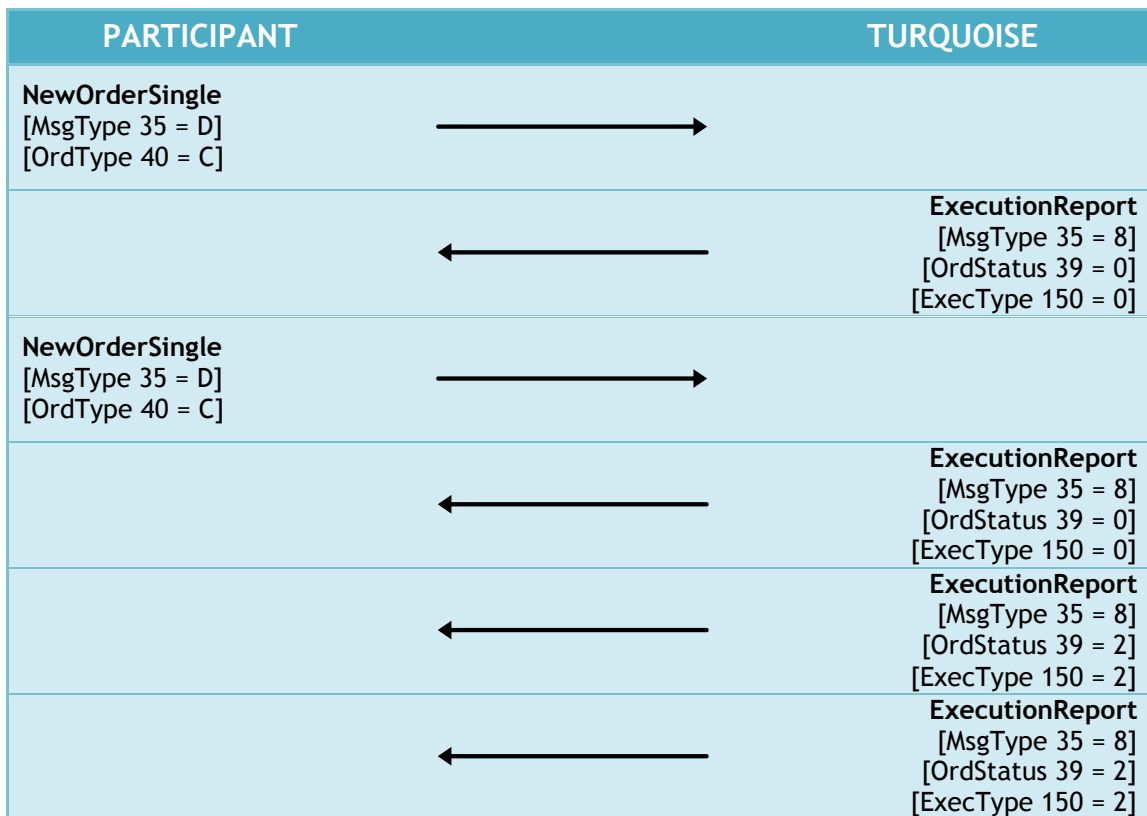 PARTICIPANT TURQUOISE
NewOrderSingle
[MsgType 35 = D]
[OrdType 40 = C]
ExecutionReport
[MsgType 35 = 8]
[OrdStatus 39 = 0]
[ExecType 150 = 0]
NewOrderSingle
[MsgType 35 = D]
[OrdType 40 = C]
ExecutionReport
[MsgType 35 = 8]
[OrdStatus 39 = 0]
[ExecType 150 = 0]
ExecutionReport
[MsgType 35 = 8]
[OrdStatus 39 = 2]
[ExecType 150 = 2]
ExecutionReport
[MsgType 35 = 8]
[OrdStatus 39 = 2]
[ExecType 150 = 2]